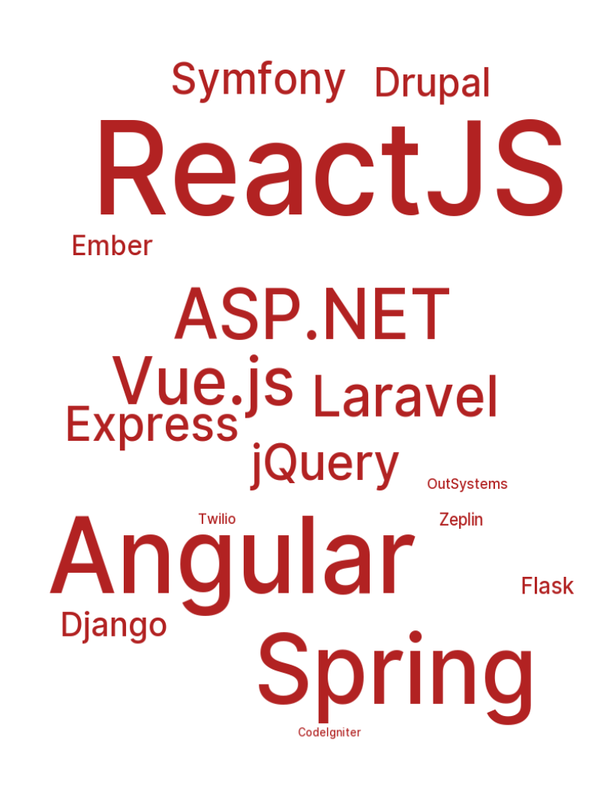 Symfony Drupal
ReactJS
Ember
ASP.NET
Vue.js Laravel
Express
jQuery
OutSystems
Twilio Zeplin
Angular
Flask
Django
Spring
CodeIgniter